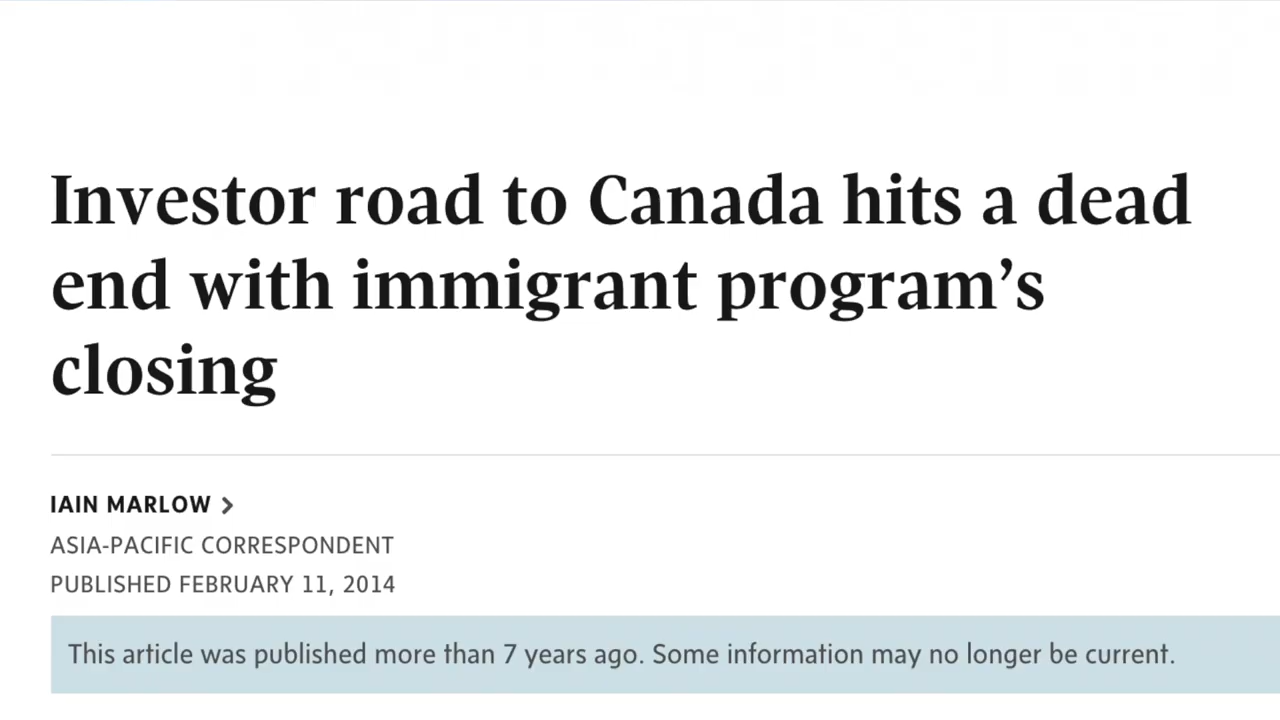 Investor road to Canada hits a dead
end with immigrant program’s
closing
IAIN MARLOW >
ASIA-PACIFIC CORRESPONDENT
PUBLISHED FEBRUARY 11, 2014
This article was published more than 7 years ago. Some information may no longer be current.